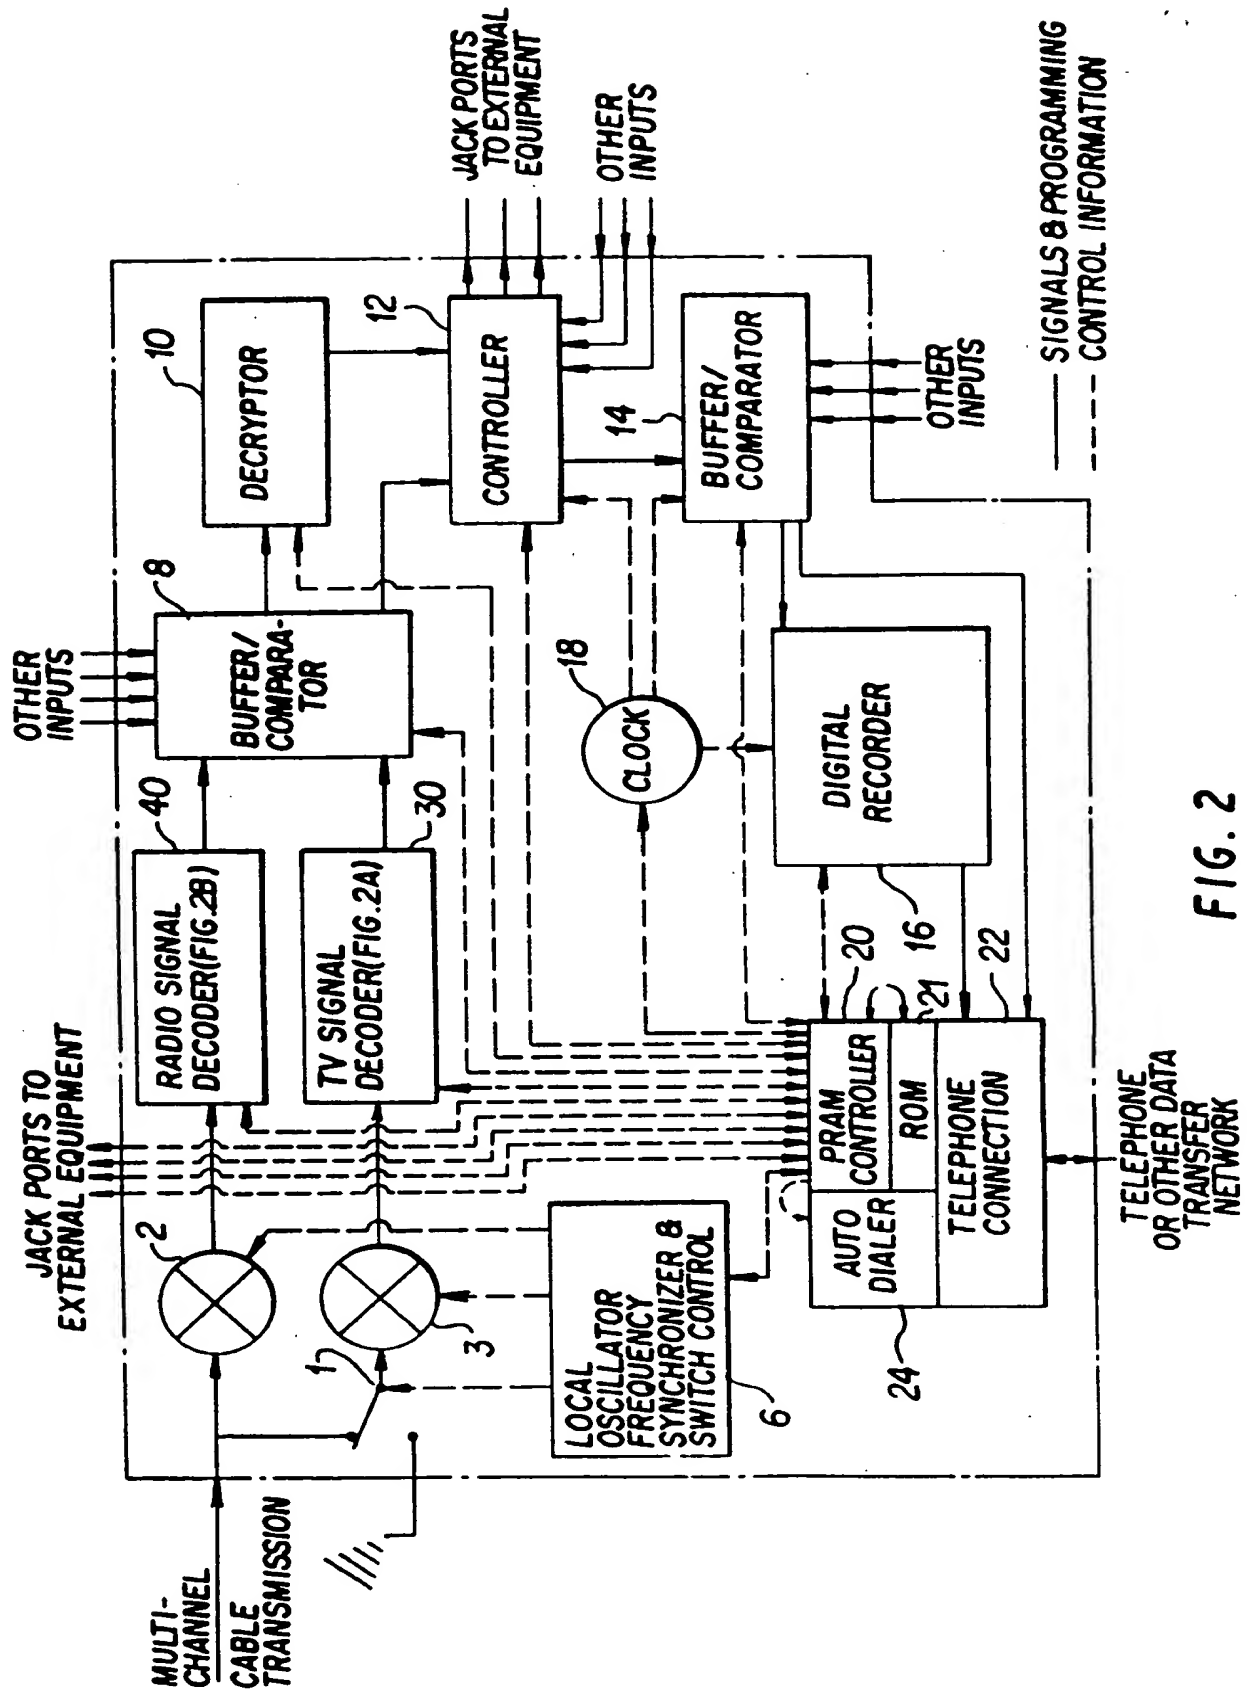 MULTI-
CHANNEL
CABLE
TRANSMISSION
JACK PORTS TO
EXTERNAL EQUIPMENT
OTHER
INPUTS
2
40
RADIO SIGNAL
DECODER(FIG.2B)
8
BUFFER/
COMPARA-
TOR
10
DECRYPTOR
1
3
30
TV SIGNAL
DECODER(FIG.2A)
12
CONTROLLER
JACK PORTS
TO EXTERNAL
EQUIPMENT
OTHER
INPUTS
LOCAL
OSCILLATOR
FREQUENCY
SYNCHRONIZER &
SWITCH CONTROL
6
18
CLOCK
14
BUFFER/
COMPARATOR
OTHER
INPUTS
DIGITAL
RECORDER
16
AUTO
DIALER
24
PRAM
CONTROLLER
20
ROM
21
TELEPHONE
CONNECTION
22
TELEPHONE
OR OTHER DATA
TRANSFER
NETWORK
SIGNALS & PROGRAMMING
CONTROL INFORMATION
FIG. 2